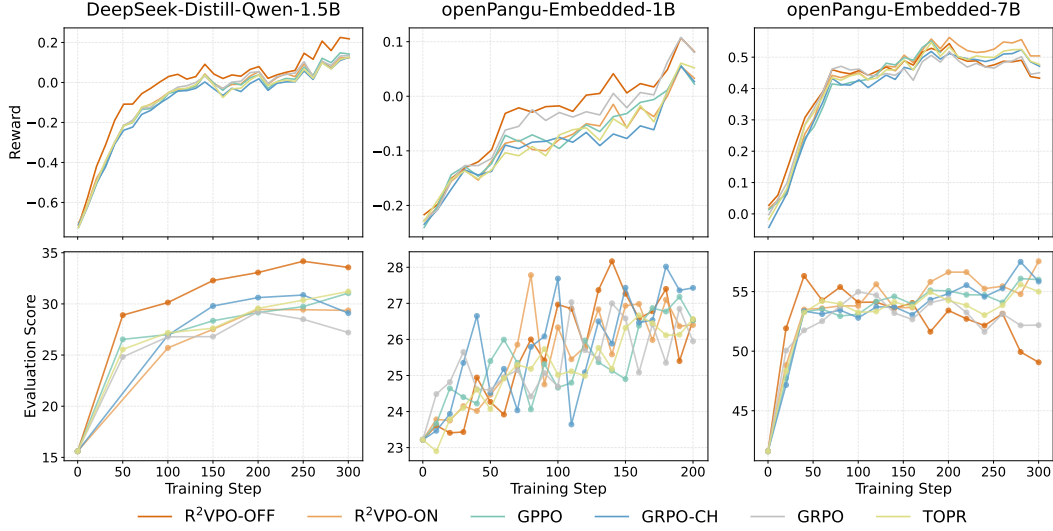 DeepSeek-Distill-Qwen-1.5B
openPangu-Embedded-1B
openPangu-Embedded-7B
Reward
0.2
0.0
−0.2
−0.4
−0.6
0.1
0.0
−0.1
−0.2
0.5
0.4
0.3
0.2
0.1
0.0
Evaluation Score
35
30
25
20
15
0 50 100 150 200 250 300
Training Step
28
27
26
25
24
23
0 50 100 150 200
Training Step
55
50
45
0 50 100 150 200 250 300
Training Step
R²VPO-OFF R²VPO-ON GPPO GRPO-CH GRPO TOPR